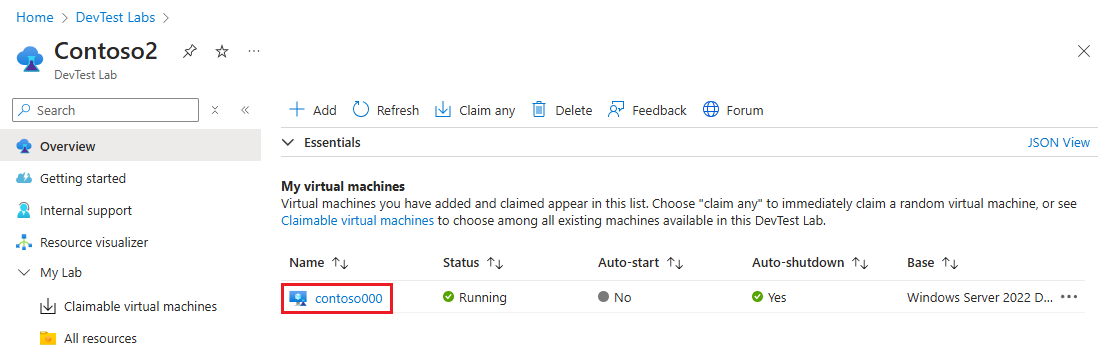 Home > DevTest Labs >
Contoso2
DevTest Lab
Search
Overview
Getting started
Internal support
Resource visualizer
My Lab
Claimable virtual machines
All resources
Add Refresh Claim any Delete Feedback Forum
Essentials JSON View
My virtual machines
Virtual machines you have added and claimed appear in this list. Choose "claim any" to immediately claim a random virtual machine, or see
Claimable virtual machines to choose among all existing machines available in this DevTest Lab.
Name Status Auto-start Auto-shutdown Base
contoso000 Running No Yes Windows Server 2022 D... ...